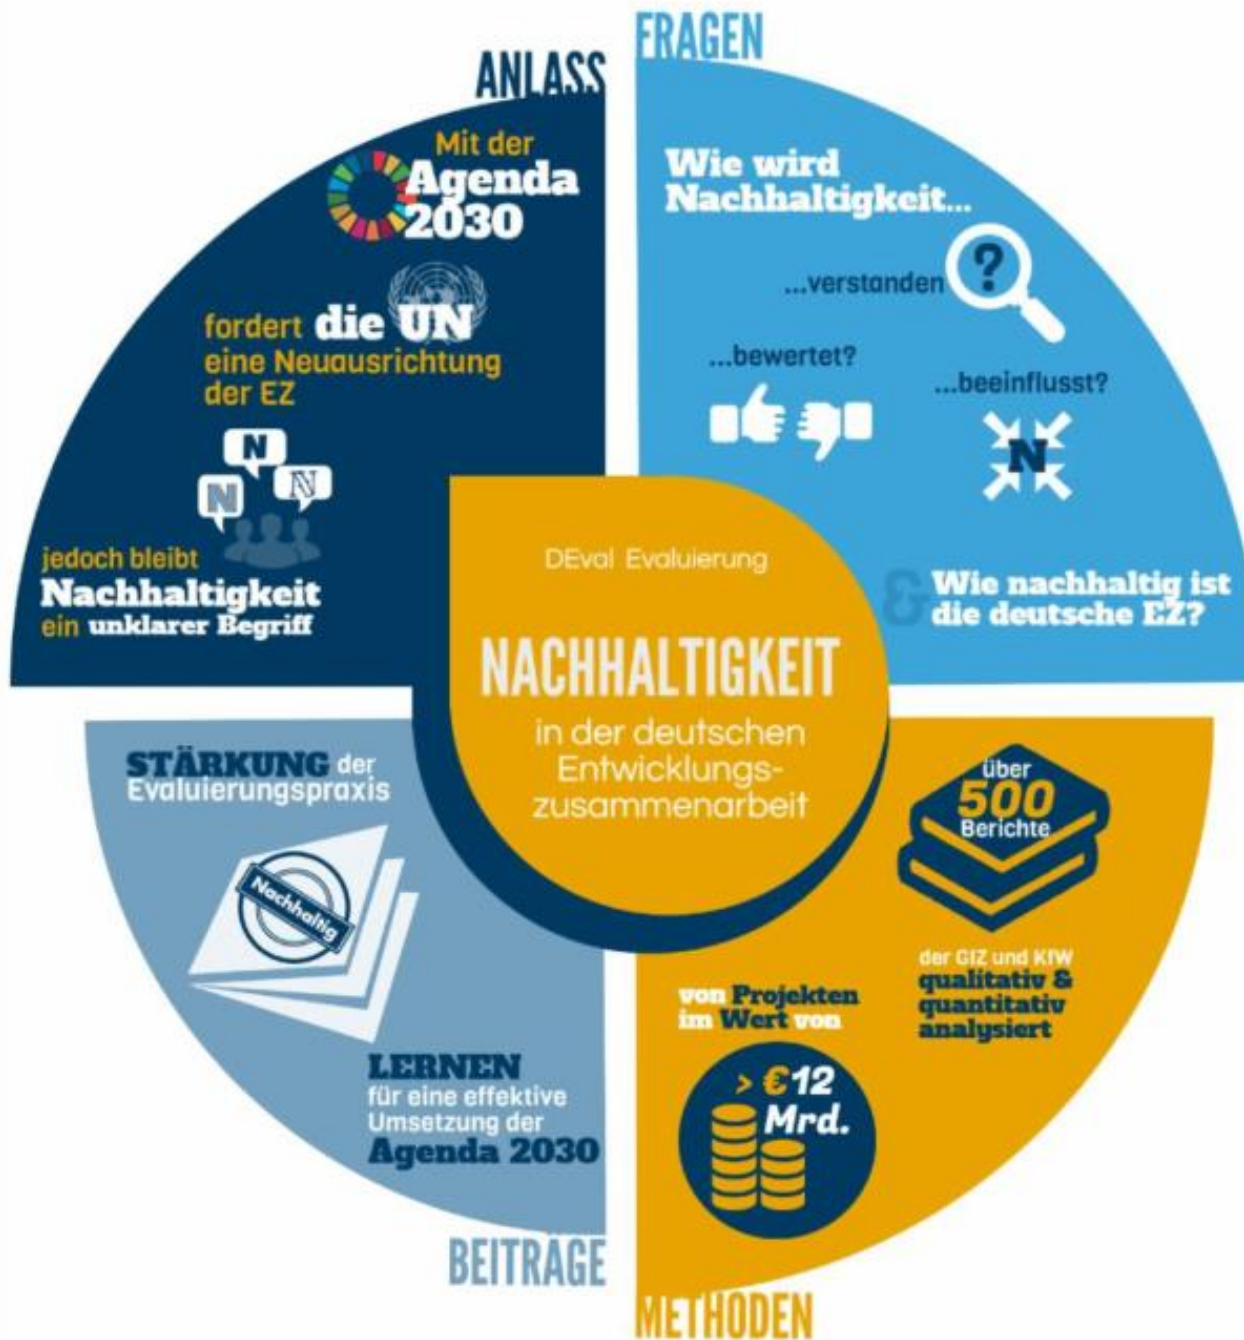 ANLASS
Mit der
Agenda
2030
fordert die UN
eine Neuausrichtung
der EZ
N
N
N
jedoch bleibt
Nachhaltigkeit
ein unklarer Begriff
FRAGEN
Wie wird
Nachhaltigkeit...
...verstanden
?
...bewertet?
...beeinflusst?
N
& Wie nachhaltig ist
die deutsche EZ?
DEval Evaluierung
NACHHALTIGKEIT
in der deutschen
Entwicklungs-
zusammenarbeit
über
500
Berichte
der GIZ und KfW
qualitativ &
quantitativ
analysiert
von Projekten
im Wert von
> €12
Mrd.
METHODEN
STÄRKUNG der
Evaluierungspraxis
Nachhaltig
LERNEN
für eine effektive
Umsetzung der
Agenda 2030
BEITRÄGE